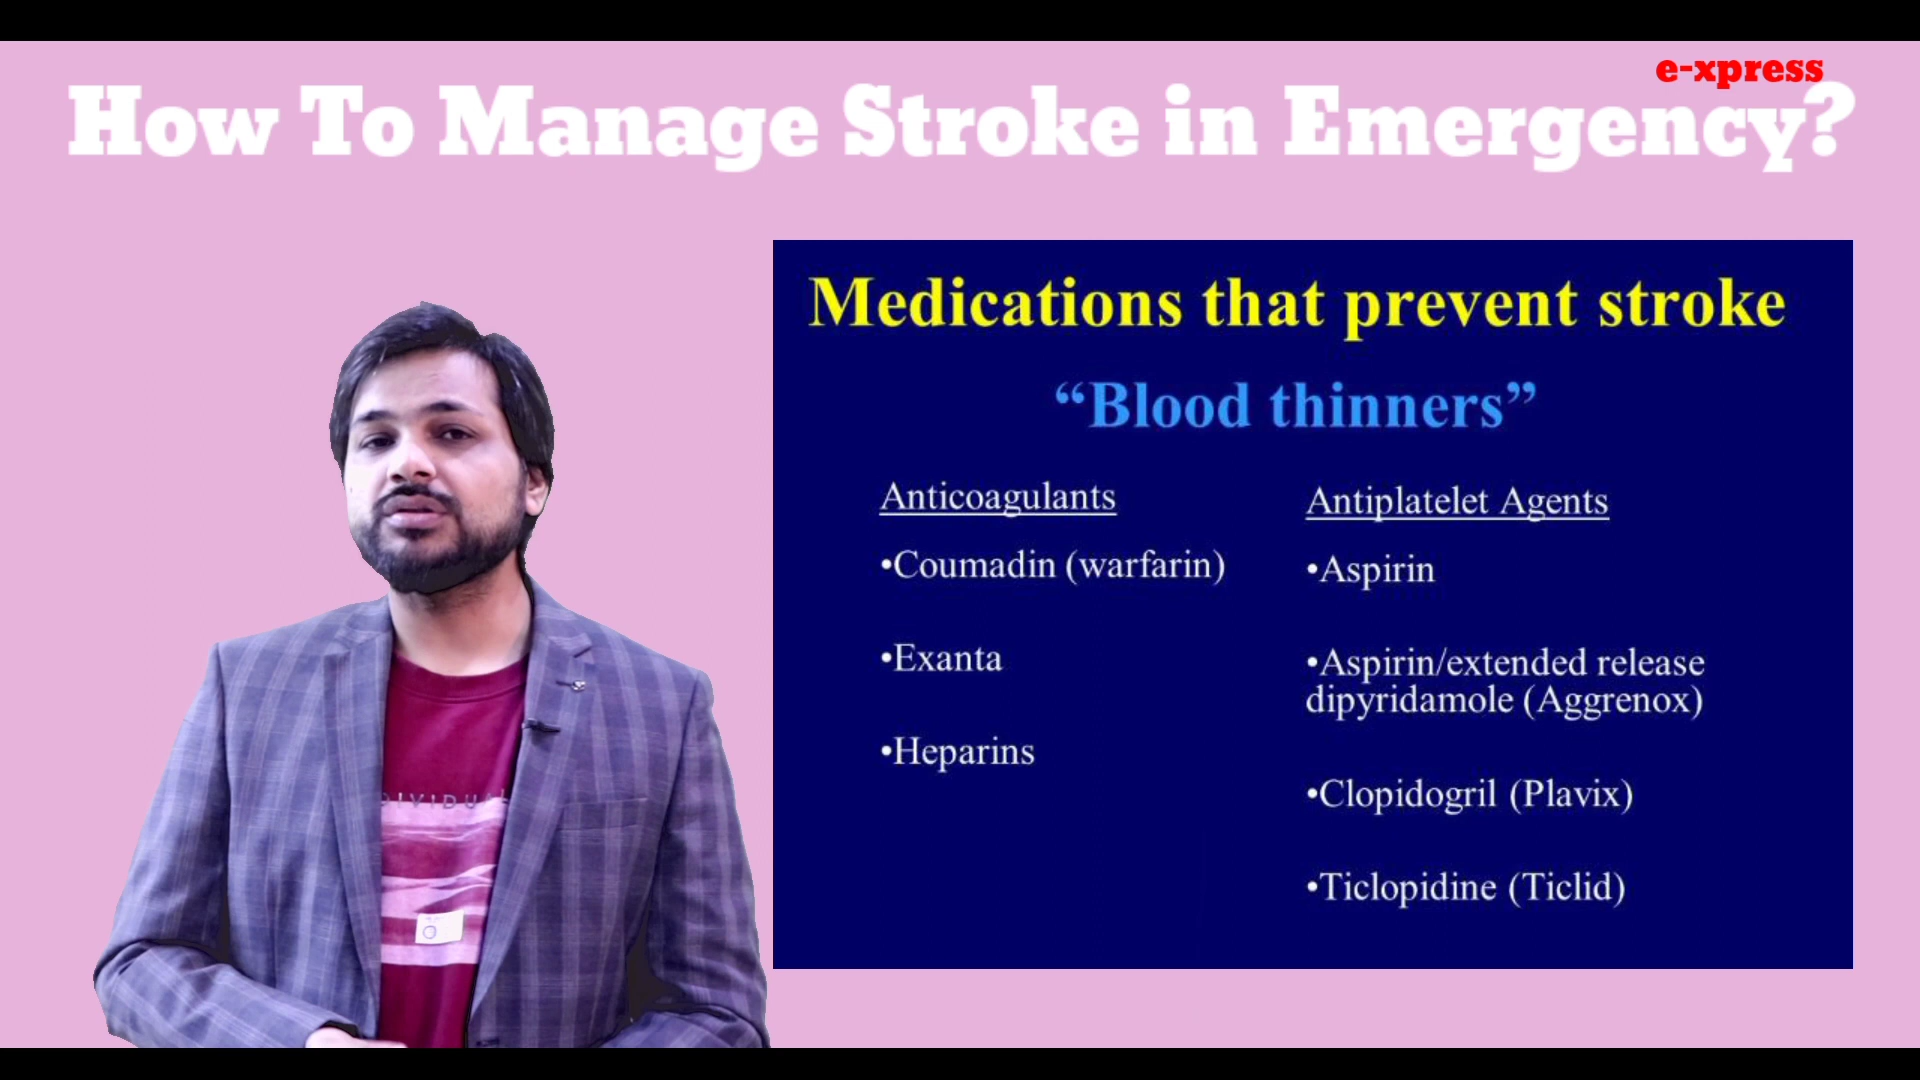 e-xpress
How To Manage Stroke in Emergency?
Medications that prevent stroke
“Blood thinners”
Anticoagulants
•Coumadin (warfarin)
•Exanta
•Heparins
Antiplatelet Agents
•Aspirin
•Aspirin/extended release
dipyridamole (Aggrenox)
•Clopidogril (Plavix)
•Ticlopidine (Ticlid)